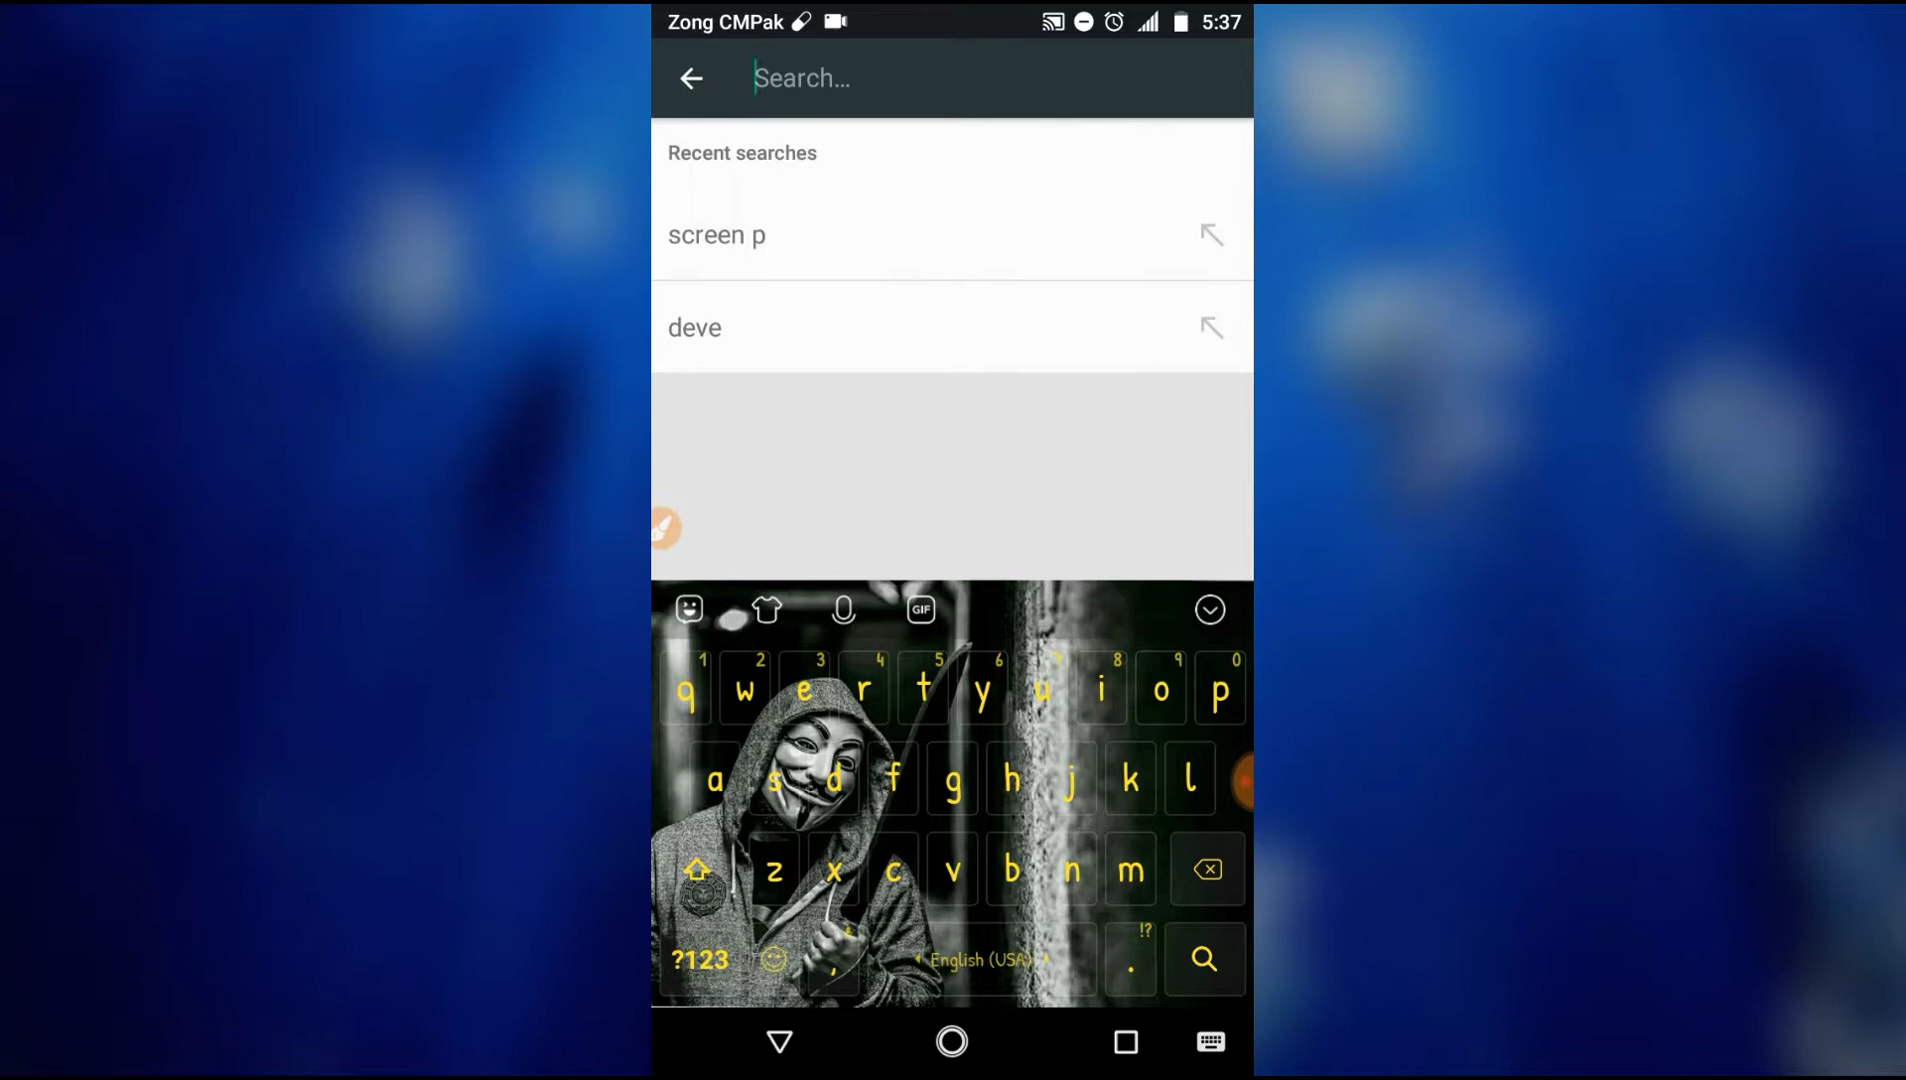 Zong CMPak 5:37
Search...
Recent searches
screen p
deve
GIF
1 2 3 4 5 6 7 8 9 0
q w e r t y u i o p
a s d f g h j k l
z x c v b n m
!?
?123 , English (USA) .